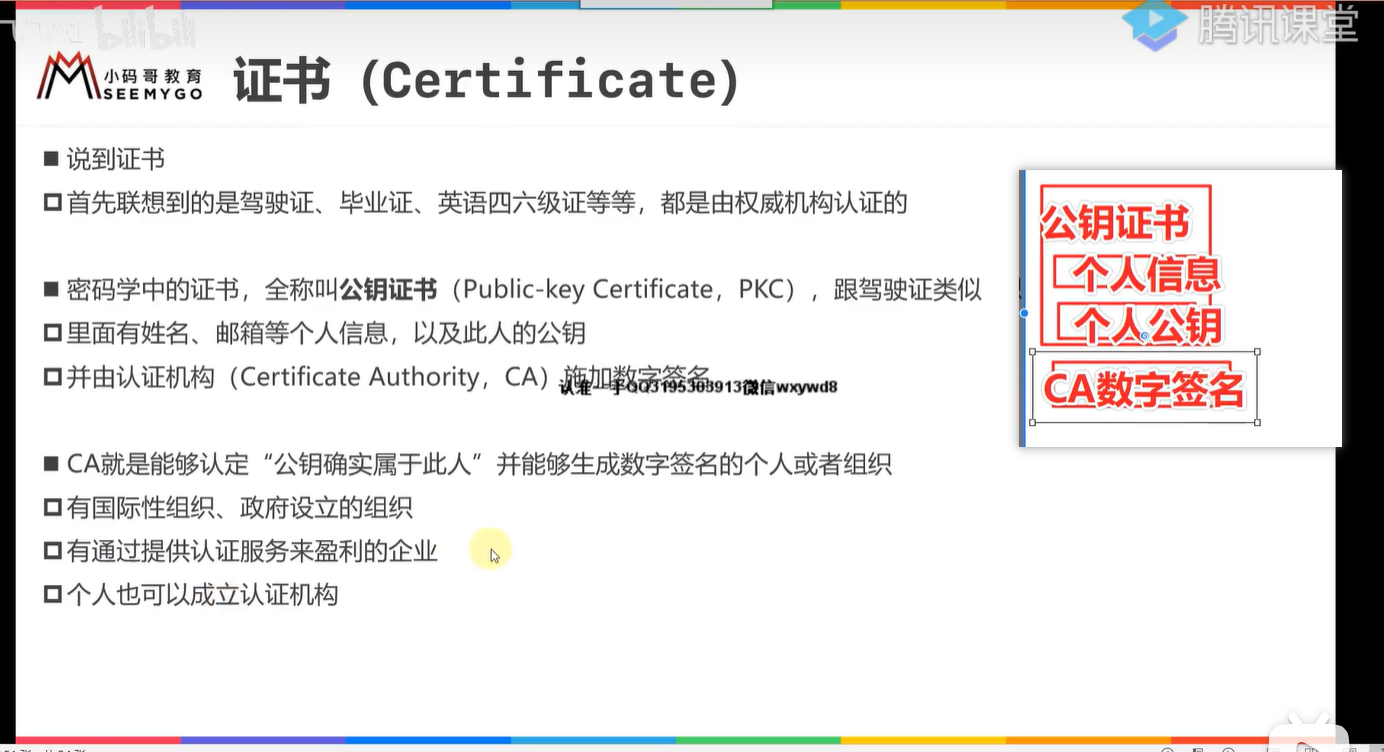 bilibili
腾讯课堂
小码哥教育
SEEMYGO
证书（Certificate）
■ 说到证书
首先联想到的是驾驶证、毕业证、英语四六级证等等，都是由权威机构认证的
■ 密码学中的证书，全称叫公钥证书（Public-key Certificate，PKC），跟驾驶证类似
里面有姓名、邮箱等个人信息，以及此人的公钥
并由认证机构（Certificate Authority，CA）施加数字签名
认准一手QQ3195303913微信wxywd8
■ CA就是能够认定“公钥确实属于此人”并能够生成数字签名的个人或者组织
有国际性组织、政府设立的组织
有通过提供认证服务来盈利的企业
个人也可以成立认证机构
公钥证书
个人信息
个人公钥
CA数字签名